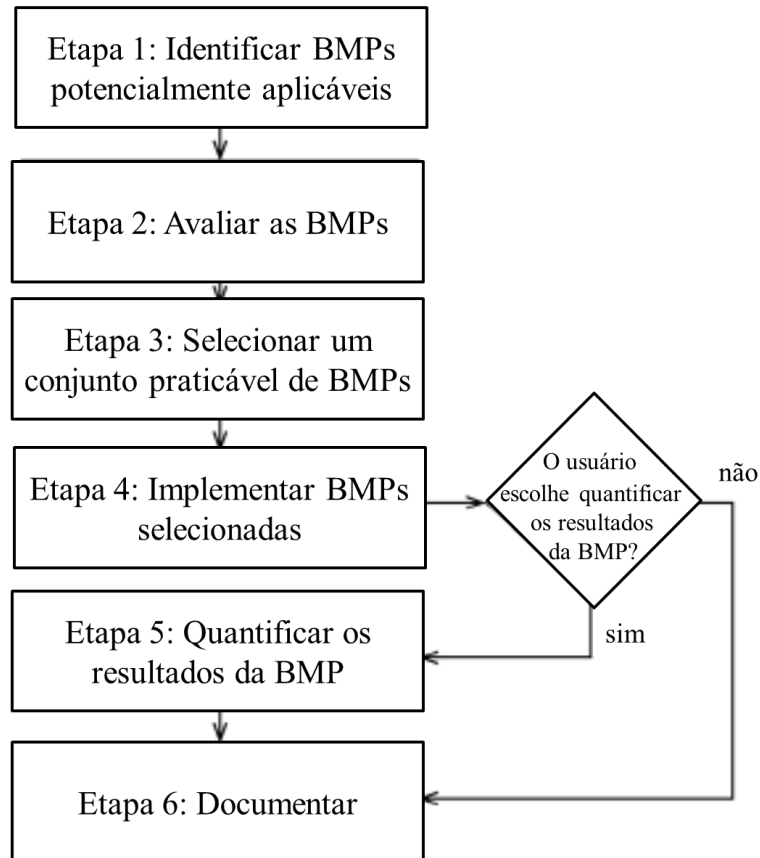 Etapa 1: Identificar BMPs
potencialmente aplicáveis
Etapa 2: Avaliar as BMPs
Etapa 3: Selecionar um
conjunto praticável de BMPs
Etapa 4: Implementar BMPs
selecionadas
O usuário
escolhe quantificar
os resultados
da BMP?
não
sim
Etapa 5: Quantificar os
resultados da BMP
Etapa 6: Documentar